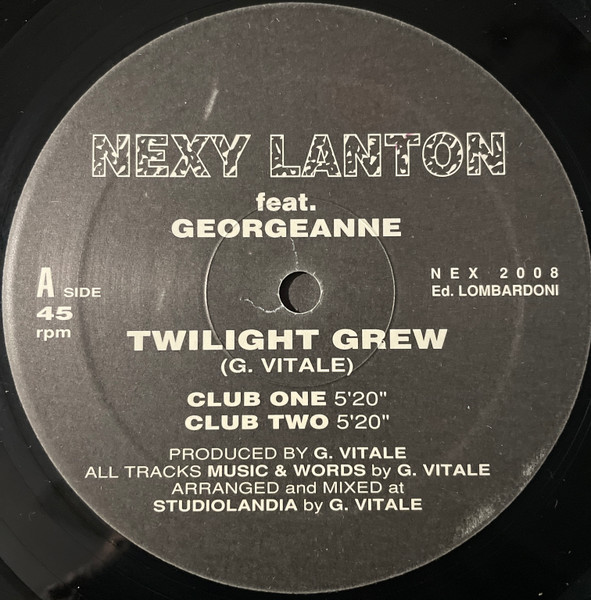 NEXY LANTON
feat.
GEORGEANNE
A SIDE
45
rpm
NEX 2008
Ed. LOMBARDONI
TWILIGHT GREW
(G. VITALE)
CLUB ONE 5'20"
CLUB TWO 5'20"
PRODUCED BY G. VITALE
ALL TRACKS MUSIC & WORDS by G. VITALE
ARRANGED and MIXED at
STUDIOLANDIA by G. VITALE